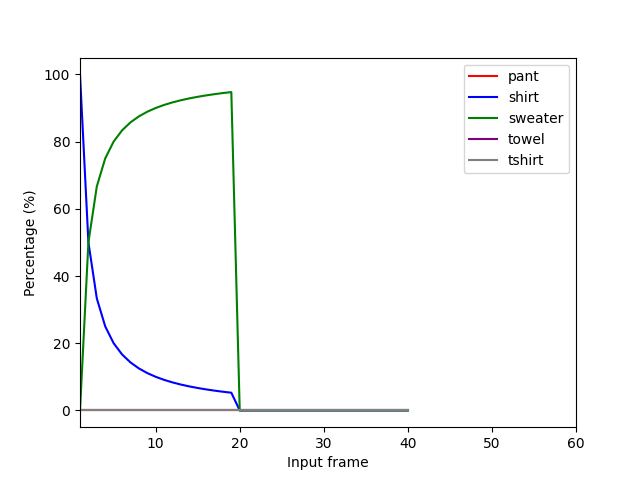 100
80
60
40
20
0
Percentage (%)
pant
shirt
sweater
towel
tshirt
10 20 30 40 50 60
Input frame